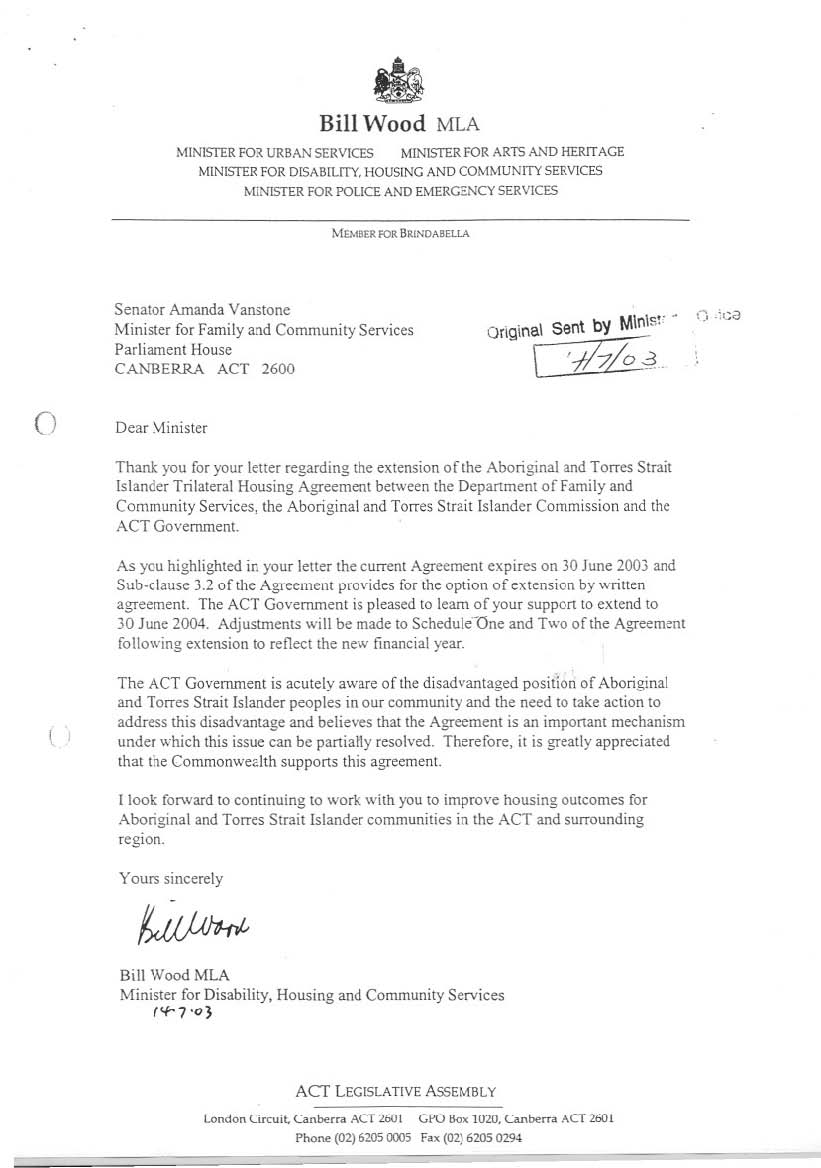 Bill Wood MLA
MINISTER FOR URBAN SERVICES MINISTER FOR ARTS AND HERITAGE
MINISTER FOR DISABILITY, HOUSING AND COMMUNITY SERVICES
MINISTER FOR POLICE AND EMERGENCY SERVICES
MEMBER FOR BRINDABELLA
Senator Amanda Vanstone
Minister for Family and Community Services
Parliament House
CANBERRA ACT 2600
Original Sent by
/7/03
Dear Minister
Thank you for your letter regarding the extension of the Aboriginal and Torres Strait
Islander Trilateral Housing Agreement between the Department of Family and
Community Services, the Aboriginal and Torres Strait Islander Commission and the
ACT Government.
As you highlighted in your letter the current Agreement expires on 30 June 2003 and
Sub-clause 3.2 of the Agreement provides for the option of extension by written
agreement. The ACT Government is pleased to learn of your support to extend to
30 June 2004. Adjustments will be made to Schedule One and Two of the Agreement
following extension to reflect the new financial year.
The ACT Government is acutely aware of the disadvantaged position of Aboriginal
and Torres Strait Islander peoples in our community and the need to take action to
address this disadvantage and believes that the Agreement is an important mechanism
under which this issue can be partially resolved. Therefore, it is greatly appreciated
that the Commonwealth supports this agreement.
I look forward to continuing to work with you to improve housing outcomes for
Aboriginal and Torres Strait Islander communities in the ACT and surrounding
region.
Yours sincerely
Bill Wood
Bill Wood MLA
Minister for Disability, Housing and Community Services
14·7·03
ACT LEGISLATIVE ASSEMBLY
London Circuit, Canberra ACT 2601 GPO Box 1020, Canberra ACT 2601
Phone (02) 6205 0005 Fax (02) 6205 0294